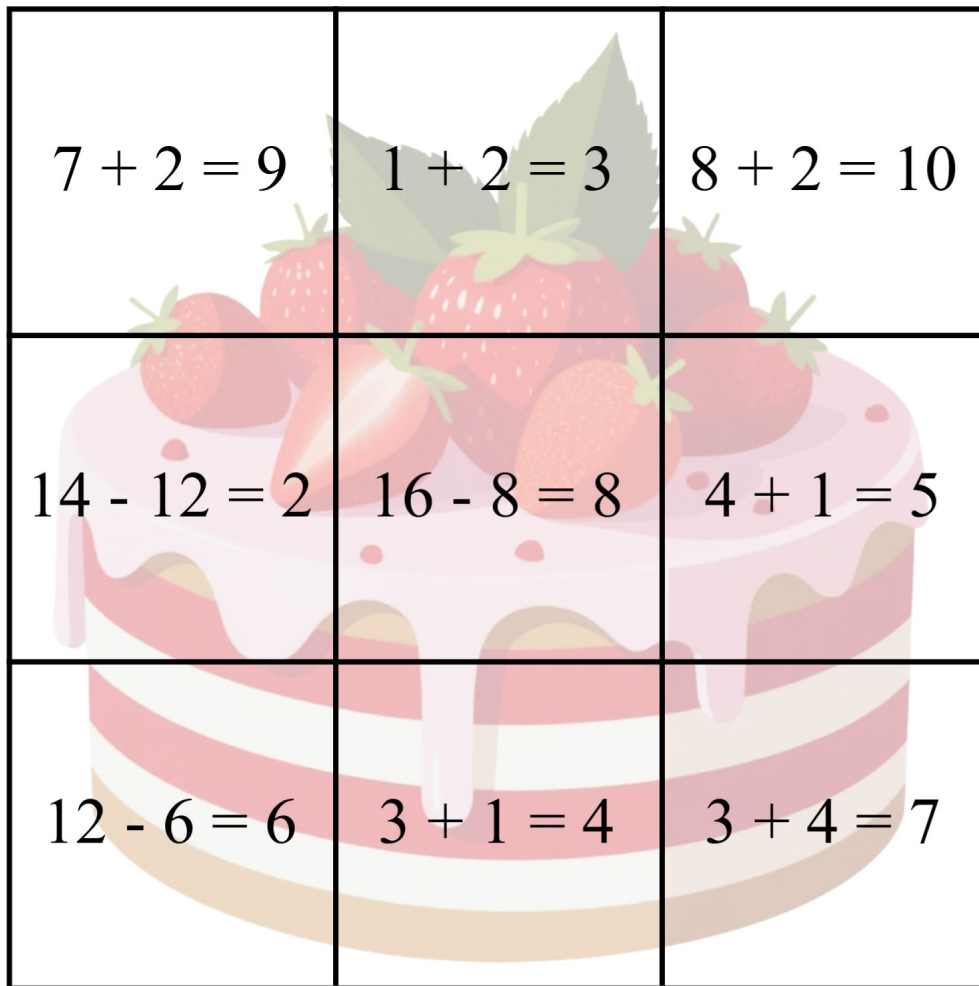 7 + 2 = 9
1 + 2 = 3
8 + 2 = 10
14 - 12 = 2
16 - 8 = 8
4 + 1 = 5
12 - 6 = 6
3 + 1 = 4
3 + 4 = 7